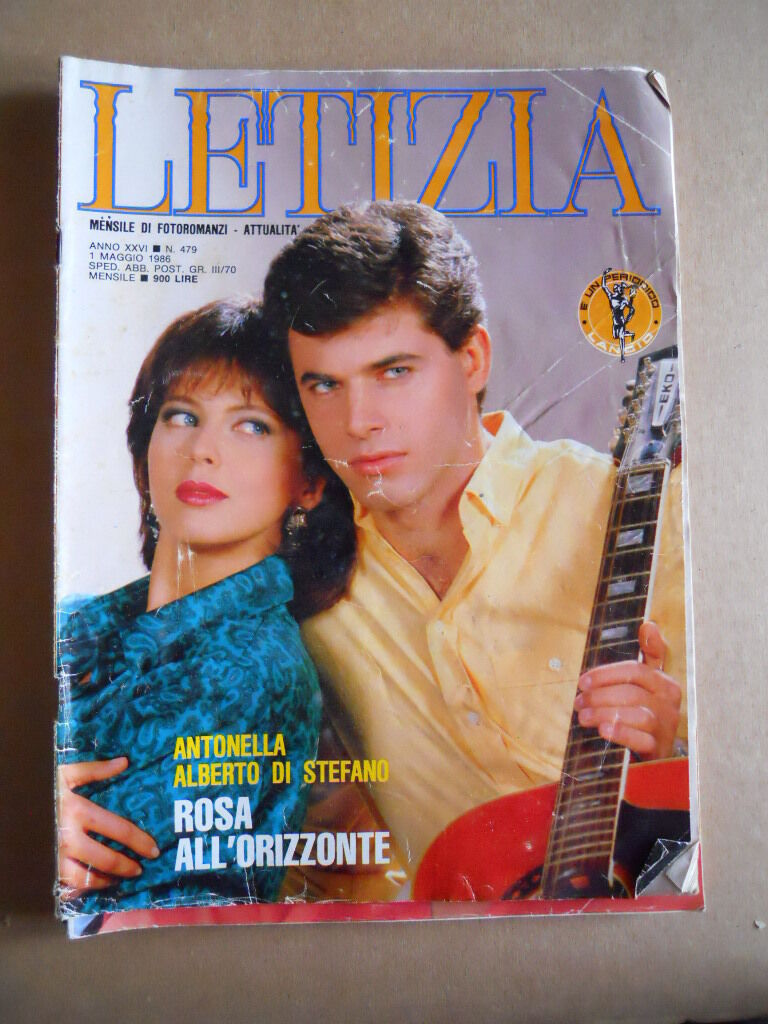 LETIZIA
MENSILE DI FOTOROMANZI - ATTUALITA'
ANNO XXVI ■ N. 479
1 MAGGIO 1986
SPED. ABB. POST. GR. III/70
MENSILE ■ 900 LIRE
E UN PERIODICO
LANCIO
EKO
ANTONELLA
ALBERTO DI STEFANO
ROSA
ALL'ORIZZONTE